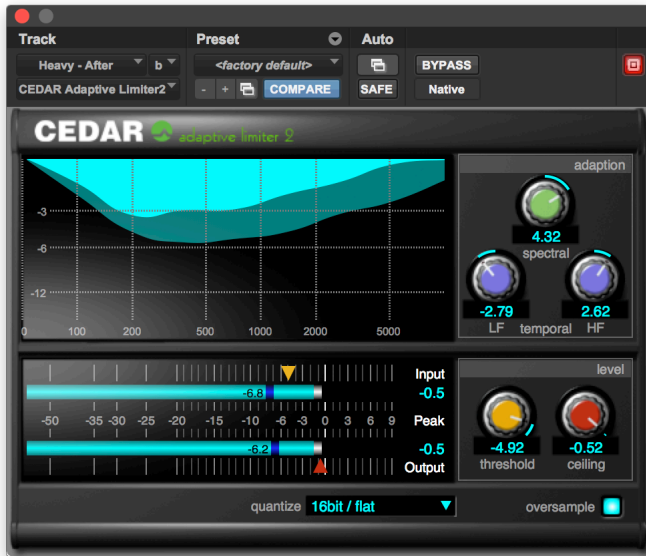 Track Preset Auto
Heavy - After b <factory default> BYPASS
CEDAR Adaptive Limiter2 - + COMPARE SAFE Native
CEDAR adaptive limiter 2
adaption
4.32
spectral
-2.79 2.62
LF temporal HF
-3
-6
-12
0 100 200 500 1000 2000 5000
level
Input
-6.8 -0.5
-50 -35 -30 -25 -20 -15 -10 -6 -3 0 3 6 9 Peak
-6.2 -0.5
Output
-4.92 -0.52
threshold ceiling
quantize 16bit / flat oversample